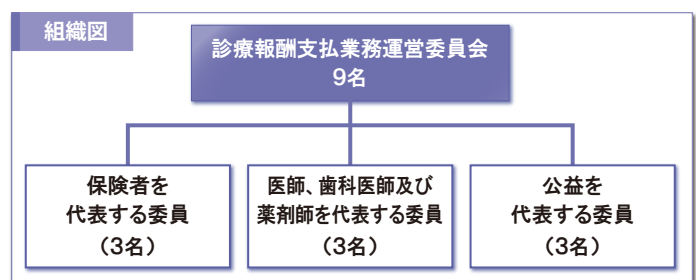 組織図
診療報酬支払業務運営委員会
9名
保険者を
代表する委員
（3名）
医師、歯科医師及び
薬剤師を代表する委員
（3名）
公益を
代表する委員
（3名）